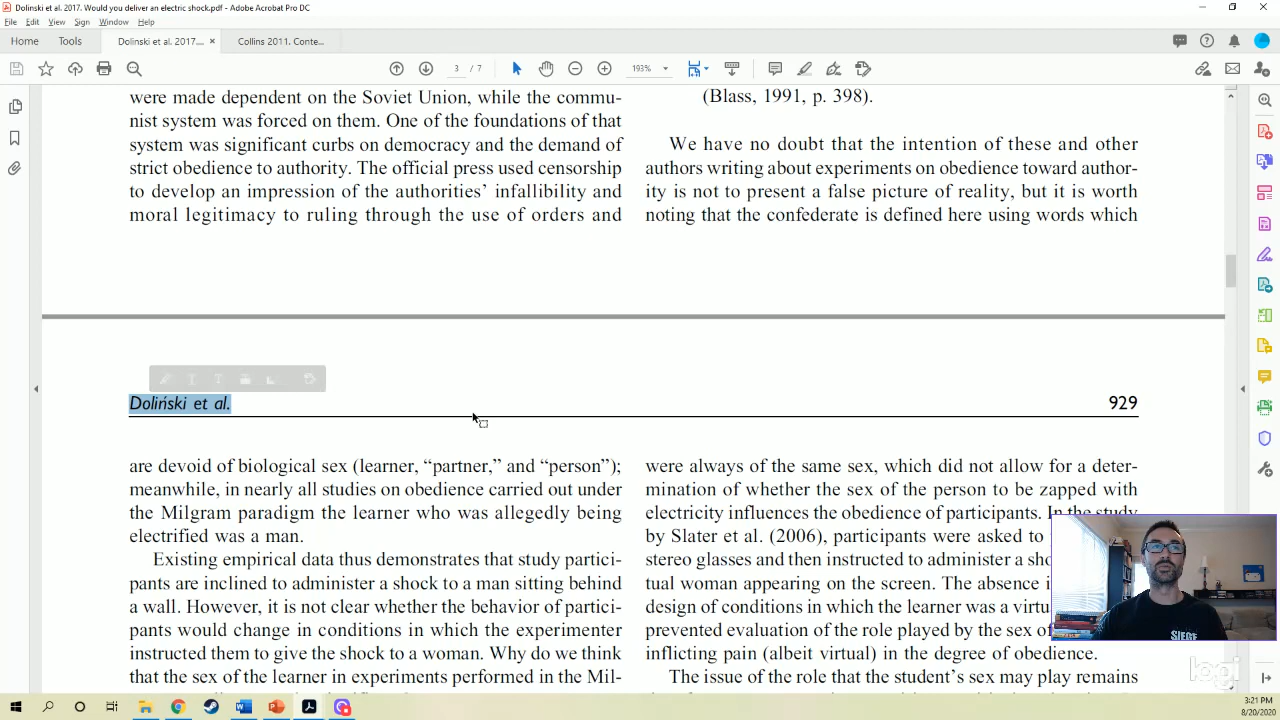 Dolinski et al. 2017. Would you deliver an electric shock.pdf - Adobe Acrobat Pro DC
File Edit View Sign Window Help
Home Tools Dolinski et al. 2017.... × Collins 2011. Conte...
3 / 7 193%
were made dependent on the Soviet Union, while the commu-
nist system was forced on them. One of the foundations of that
system was significant curbs on democracy and the demand of
strict obedience to authority. The official press used censorship
to develop an impression of the authorities’ infallibility and
moral legitimacy to ruling through the use of orders and
(Blass, 1991, p. 398).
We have no doubt that the intention of these and other
authors writing about experiments on obedience toward author-
ity is not to present a false picture of reality, but it is worth
noting that the confederate is defined here using words which
Doliński et al.
929
are devoid of biological sex (learner, “partner,” and “person”);
meanwhile, in nearly all studies on obedience carried out under
the Milgram paradigm the learner who was allegedly being
electrified was a man.
Existing empirical data thus demonstrates that study partici-
pants are inclined to administer a shock to a man sitting behind
a wall. However, it is not clear whether the behavior of partici-
pants would change in conditions in which the experimenter
instructed them to give the shock to a woman. Why do we think
that the sex of the learner in experiments performed in the Mil-
were always of the same sex, which did not allow for a deter-
mination of whether the sex of the person to be zapped with
electricity influences the obedience of participants. In the study
by Slater et al. (2006), participants were asked to
stereo glasses and then instructed to administer a sho
tual woman appearing on the screen. The absence i
design of conditions in which the learner was a virtu
prevented evaluation of the role played by the sex of
inflicting pain (albeit virtual) in the degree of obedience.
The issue of the role that the student’s sex may play remains
SIEGE
logi
3:21 PM
8/20/2020